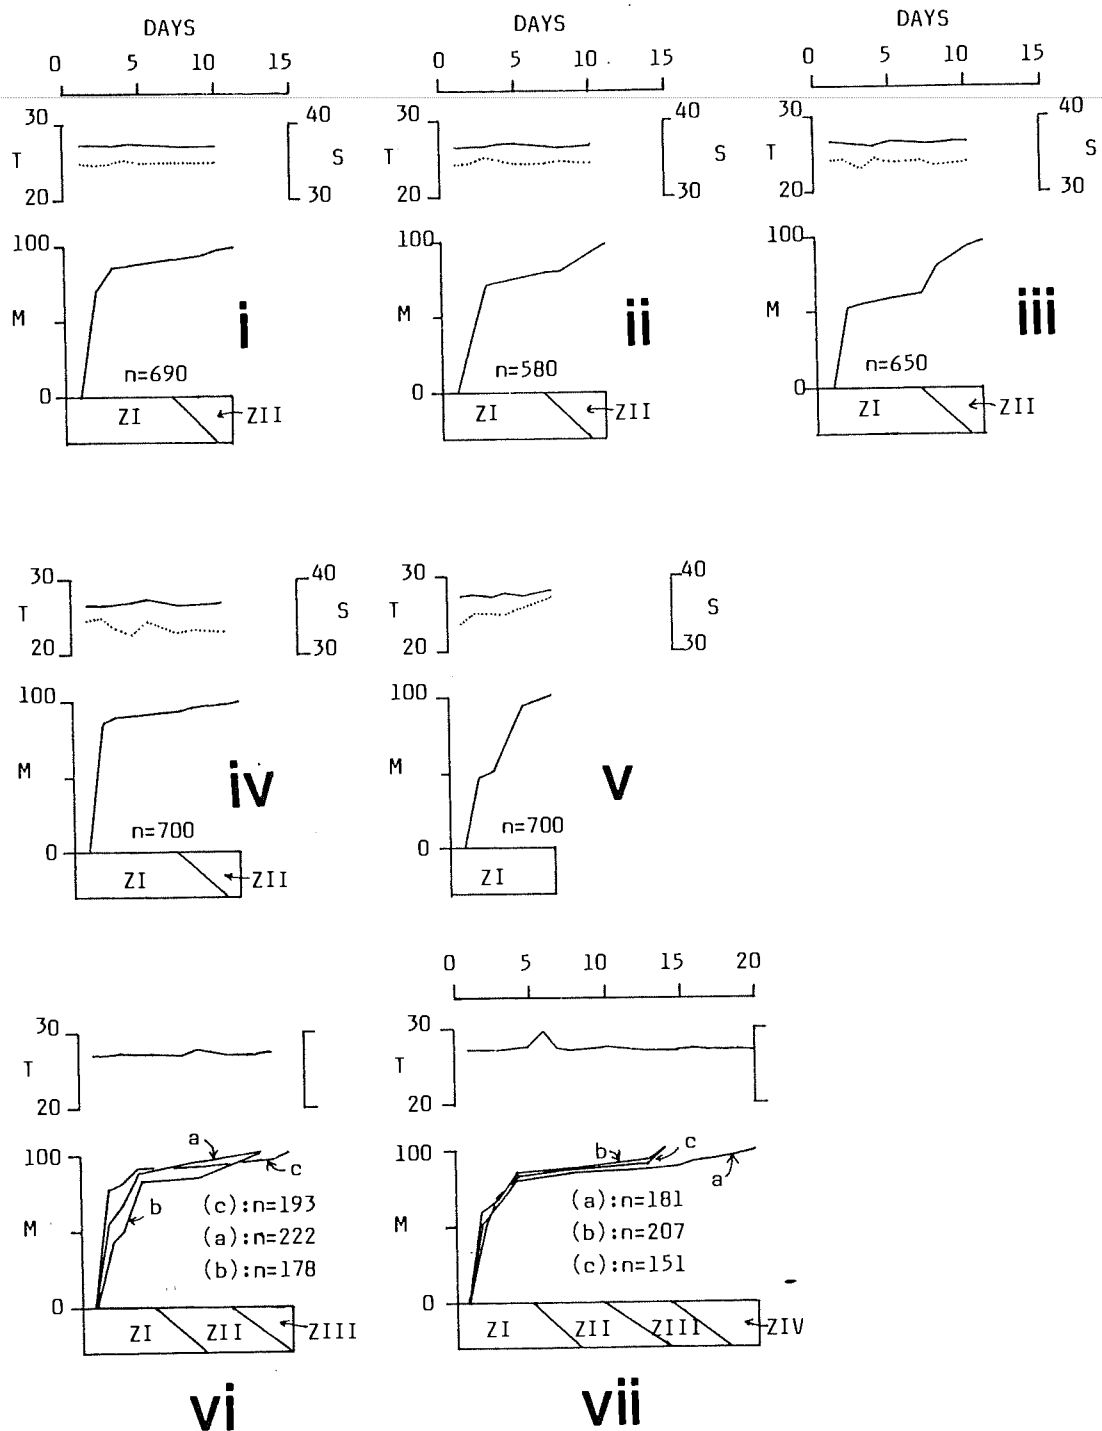 DAYS DAYS DAYS
0 5 10 15 0 5 10 15 0 5 10 15
30 40 30 40 30 40
T S T S T S
20 30 20 30 20 30
100 100 100
M i M ii M iii
n=690 n=580 n=650
0 0 0
ZI ZII ZI ZII ZI ZII
30 40 30 40
T S T S
20 30 20 30
100 100
M iv M v
n=700 n=700
0 0
ZI ZII ZI
0 5 10 15 20
30 30
T T
20 20
100 a c 100 b c a
b (c):n=193 (a):n=181
M (a):n=222 M (b):n=207
(b):n=178 (c):n=151
0 0
ZI ZII ZIII ZI ZII ZIII ZIV
vi vii